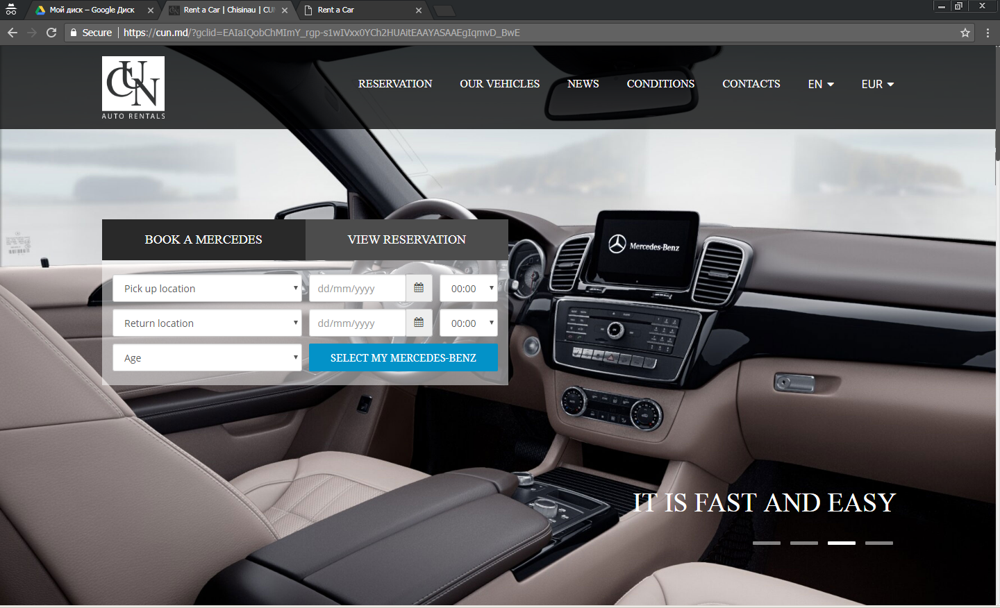 Мой диск – Google Диск
Rent a Car | Chisinau | CU
Rent a Car
Secure https://cun.md/?gclid=EAIaIQobChMImY_rgp-s1wIVxx0YCh2HUAitEAAYASAAEgIqmvD_BwE
CUN
AUTO RENTALS
RESERVATION OUR VEHICLES NEWS CONDITIONS CONTACTS EN EUR
BOOK A MERCEDES VIEW RESERVATION
Mercedes-Benz
Pick up location dd/mm/yyyy 00:00
Return location dd/mm/yyyy 00:00
Age SELECT MY MERCEDES-BENZ
IT IS FAST AND EASY